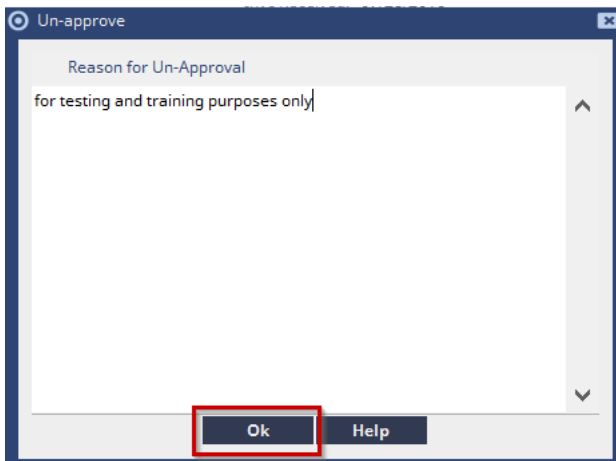 Un-approve
Reason for Un-Approval
for testing and training purposes only
Ok
Help